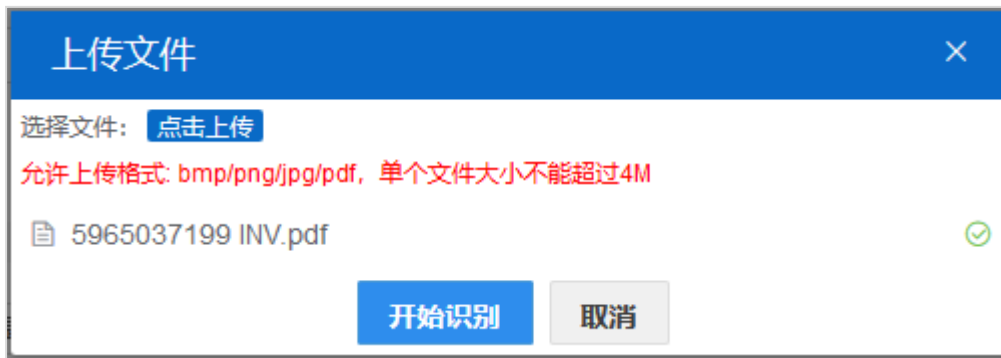 上传文件
选择文件： 点击上传
允许上传格式: bmp/png/jpg/pdf，单个文件大小不能超过4M
5965037199 INV.pdf
开始识别 取消